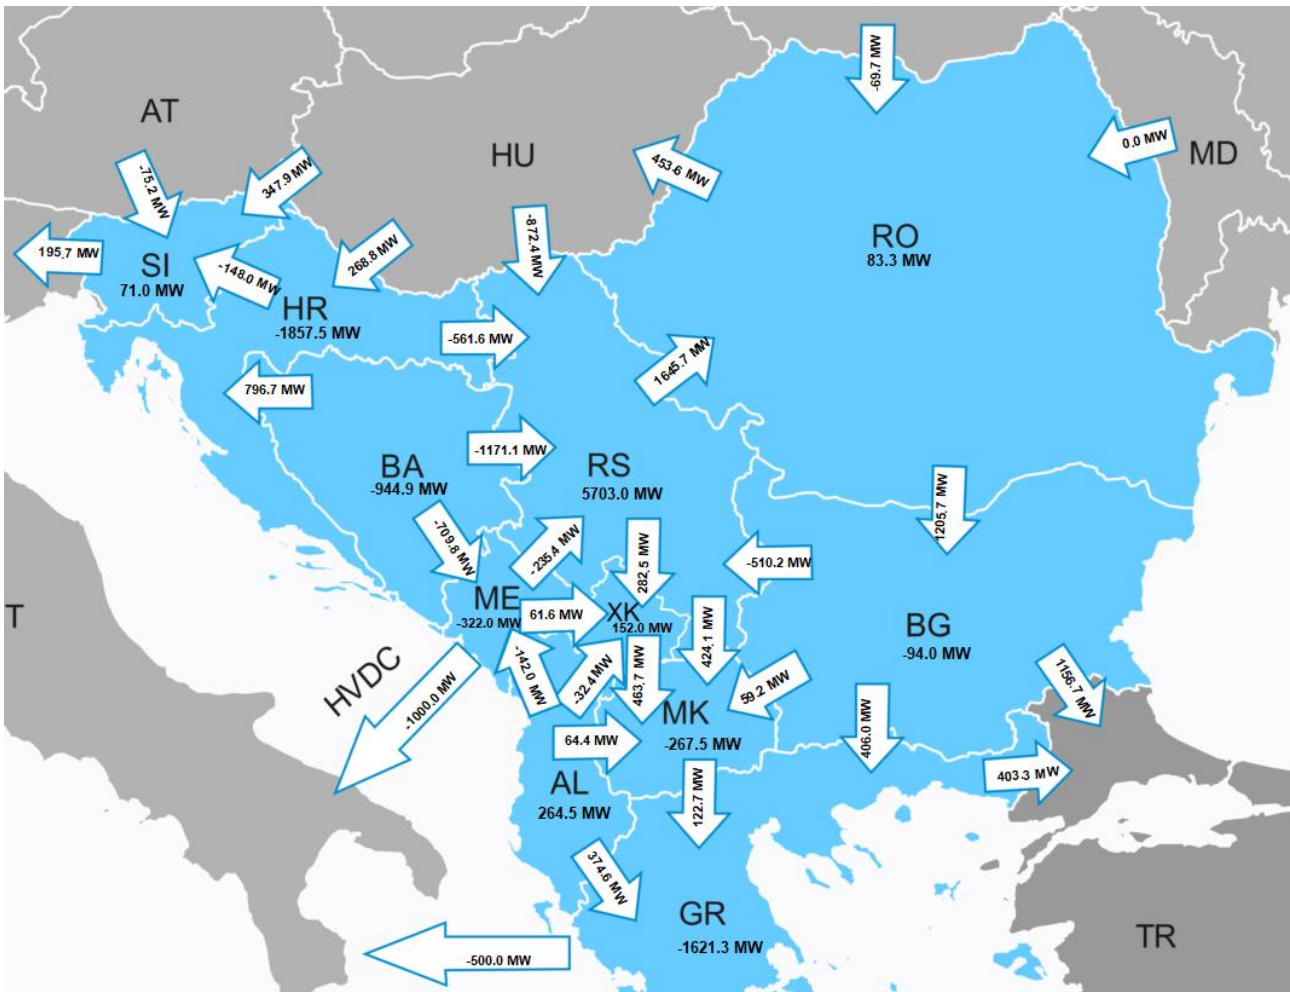 -69.7 MW
AT
HU
0.0 MW
MD
453.6 MW
-75.2 MW
347.9 MW
-872.4 MW
RO
83.3 MW
195.7 MW
SI
71.0 MW
-148.0 MW
268.8 MW
HR
-1857.5 MW
-561.6 MW
1645.7 MW
796.7 MW
-1171.1 MW
BA
-944.9 MW
RS
5703.0 MW
1205.7 MW
-709.8 MW
-235.4 MW
282.5 MW
-510.2 MW
T
ME
-322.0 MW
61.6 MW
XK
152.0 MW
424.1 MW
BG
-94.0 MW
HVDC
-1000.0 MW
-142.0 MW
-32.4 MW
463.7 MW
59.2 MW
1156.7 MW
MK
-267.5 MW
406.0 MW
64.4 MW
AL
264.5 MW
122.7 MW
403.3 MW
374.6 MW
GR
-1621.3 MW
TR
-500.0 MW